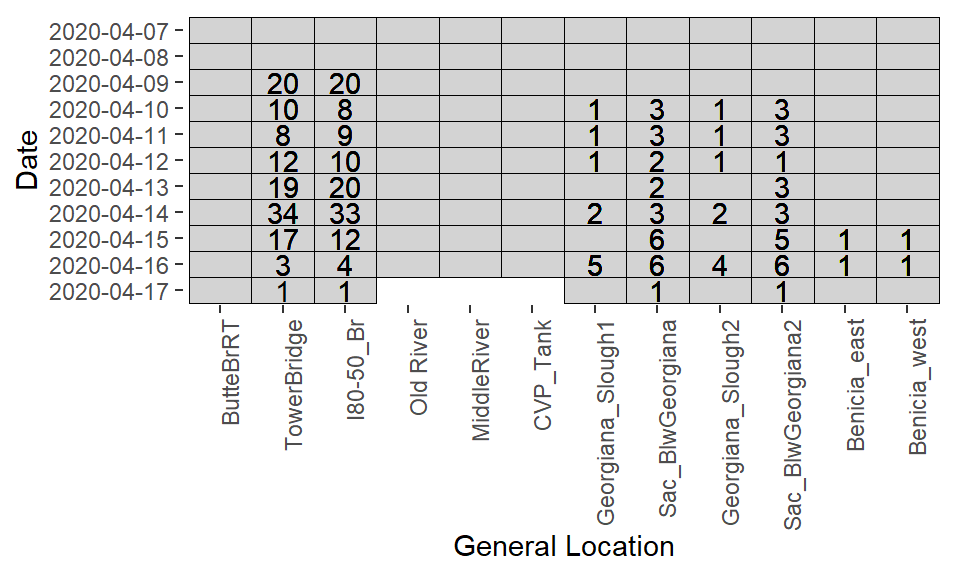 2020-04-07
2020-04-08
2020-04-09 20 20
2020-04-10 10 8 1 3 1 3
2020-04-11 8 9 1 3 1 3
2020-04-12 12 10 1 2 1 1
2020-04-13 19 20 2 3
2020-04-14 34 33 2 3 2 3
2020-04-15 17 12 6 5 1 1
2020-04-16 3 4 5 6 4 6 1 1
2020-04-17 1 1 1 1
Date
ButteBrRT
TowerBridge
I80-50_Br
Old River
MiddleRiver
CVP_Tank
Georgiana_Slough1
Sac_BlwGeorgiana
Georgiana_Slough2
Sac_BlwGeorgiana2
Benicia_east
Benicia_west
General Location